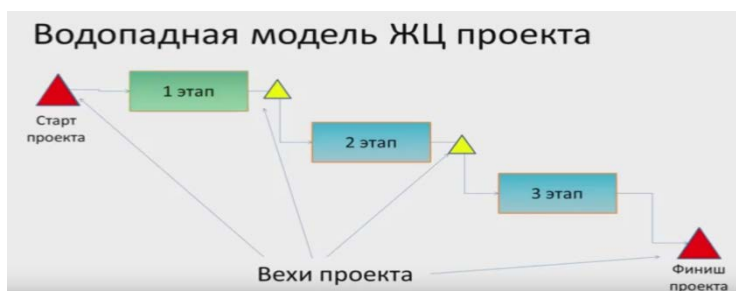 Водопадная модель ЖЦ проекта
1 этап
Старт
проекта
2 этап
3 этап
Вехи проекта
Финиш
проекта